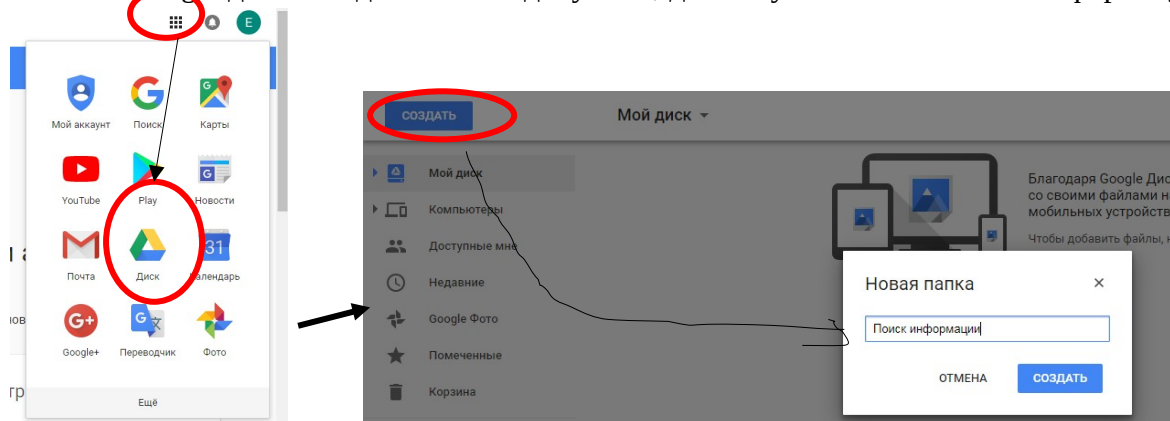 E
Мой аккаунт Поиск Карты
YouTube Play Новости
31
Почта Диск Календарь
G+
Google+ Переводчик Фото
Ещё
СОЗДАТЬ
Мой диск
Мой диск
Компьютеры
Доступные мне
Недавние
Google Фото
Помеченные
Корзина
Благодаря Google
со своими файлами
мобильных
Чтобы добавить файлы,
Новая папка
Поиск информации
ОТМЕНА СОЗДАТЬ